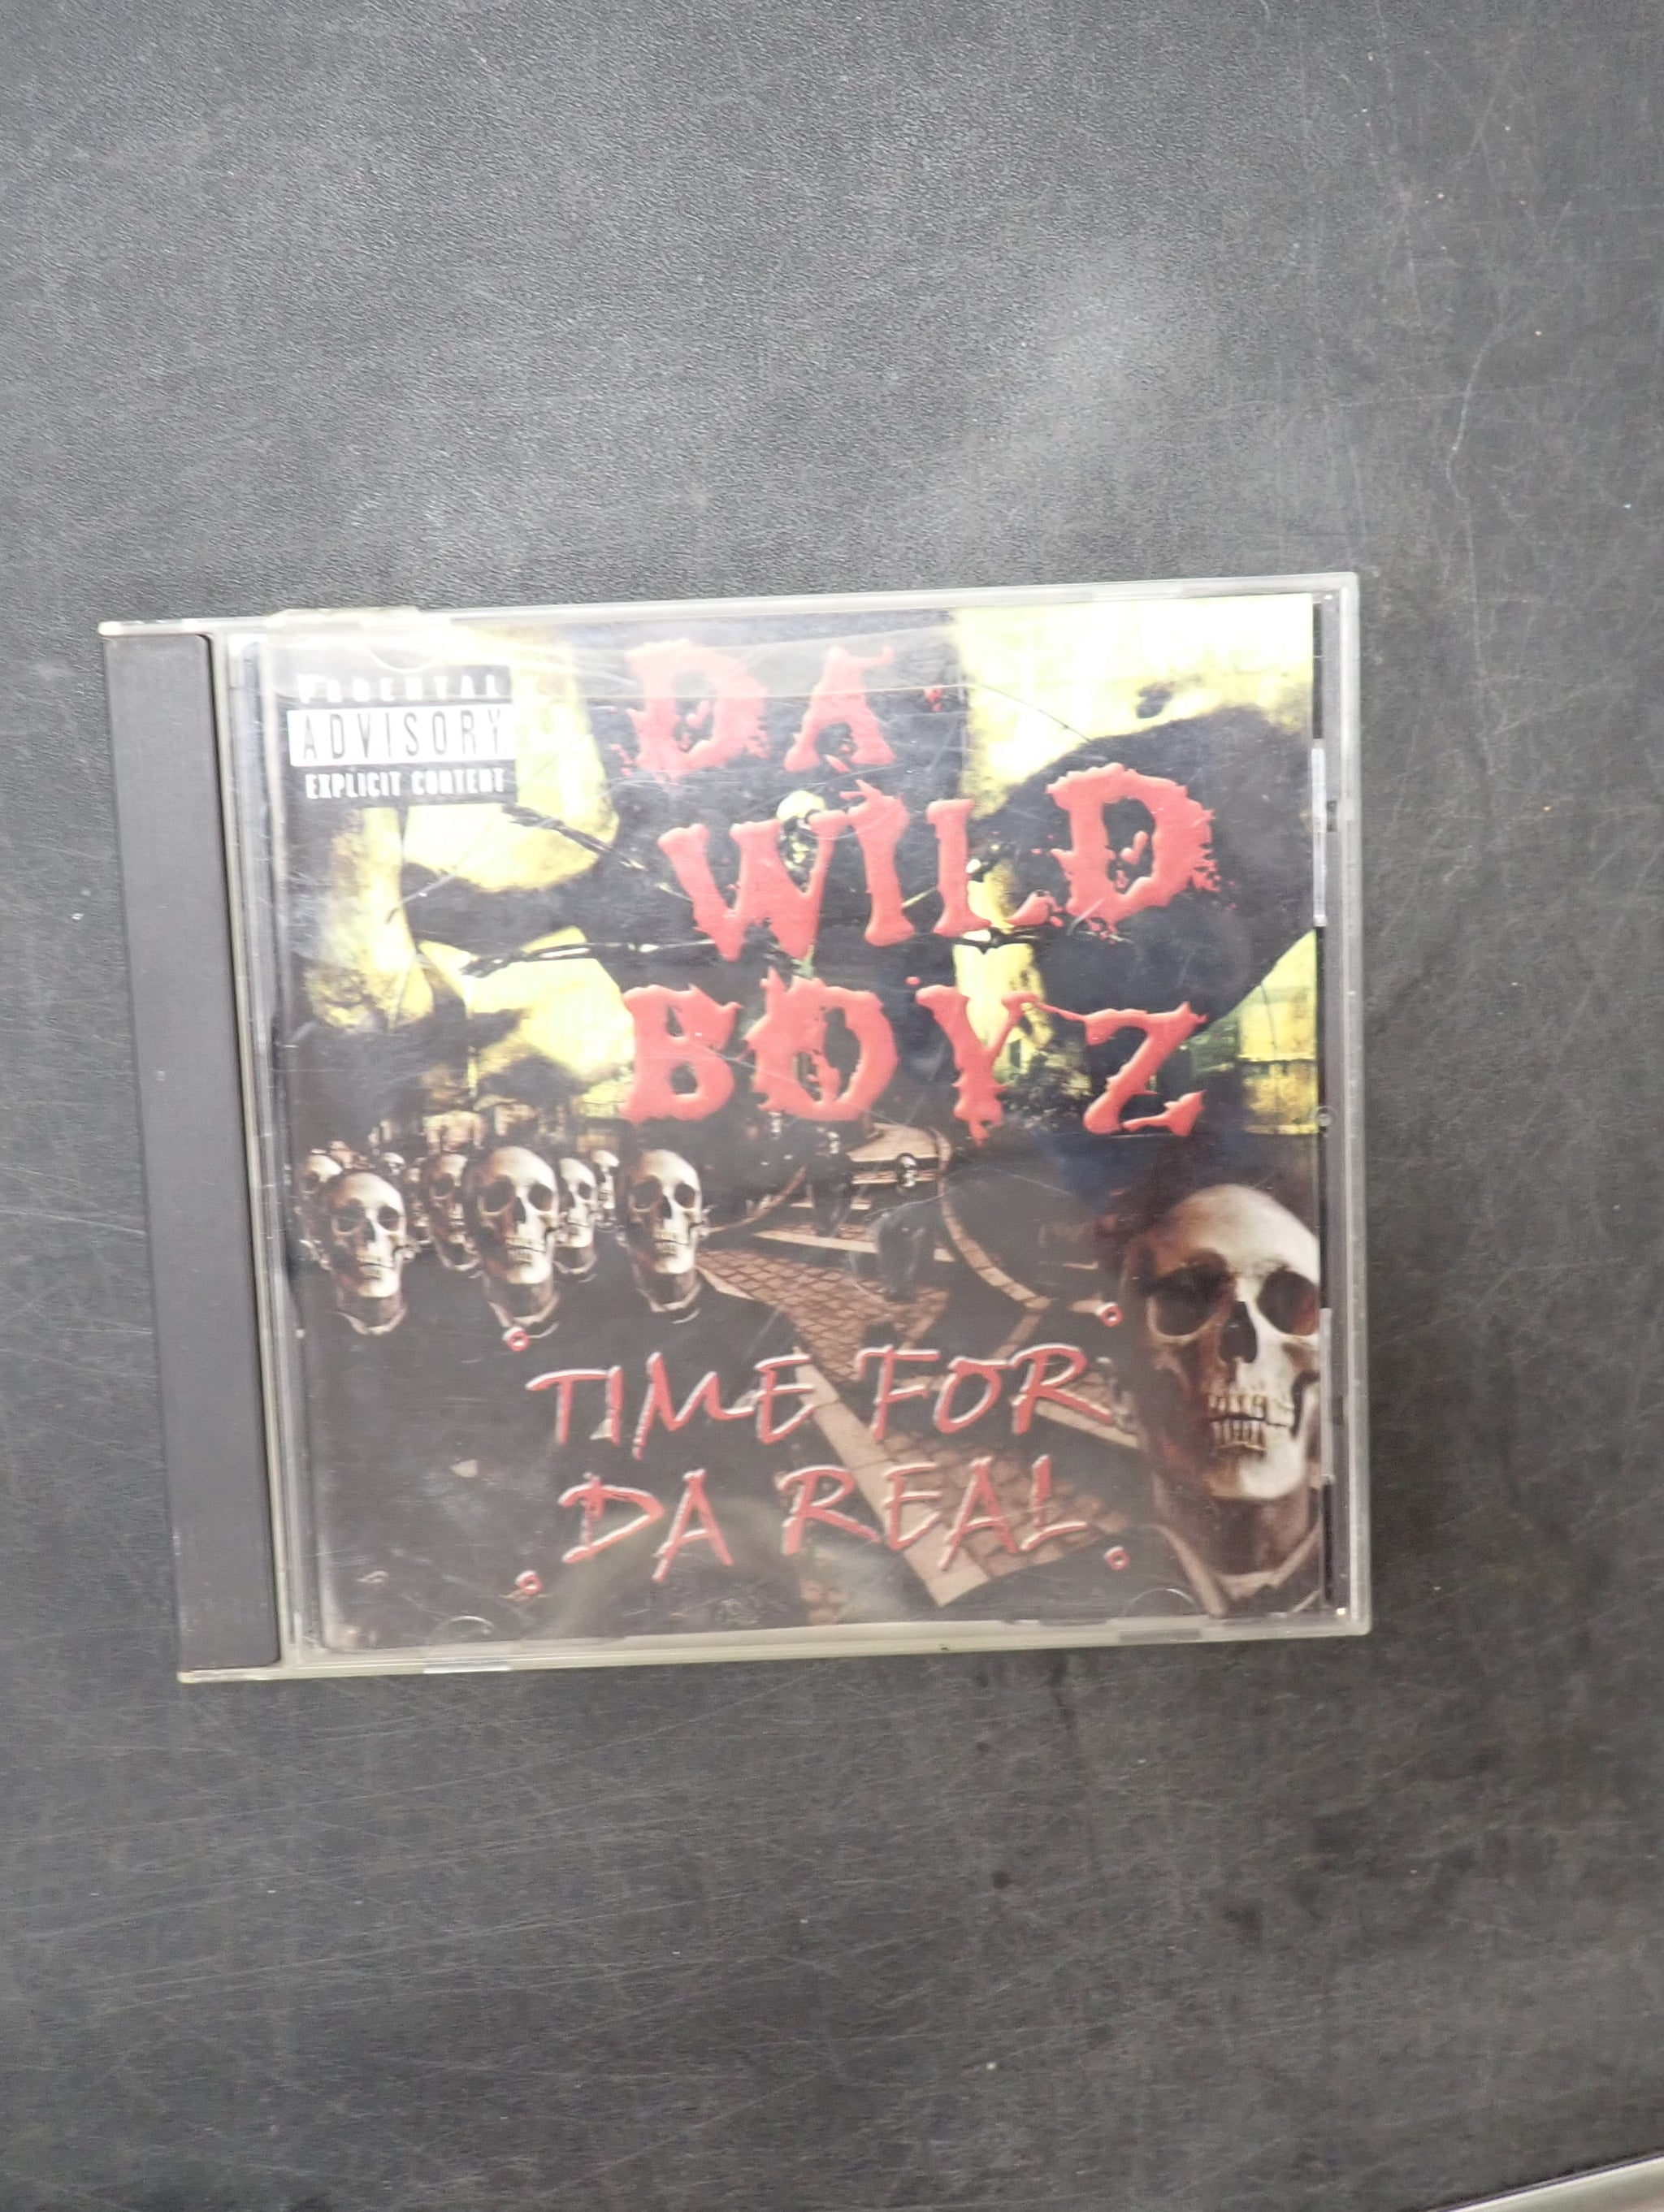 PARENTAL
ADVISORY
EXPLICIT CONTENT
DA
WILD
BOYZ
TIME FOR
DA REAL